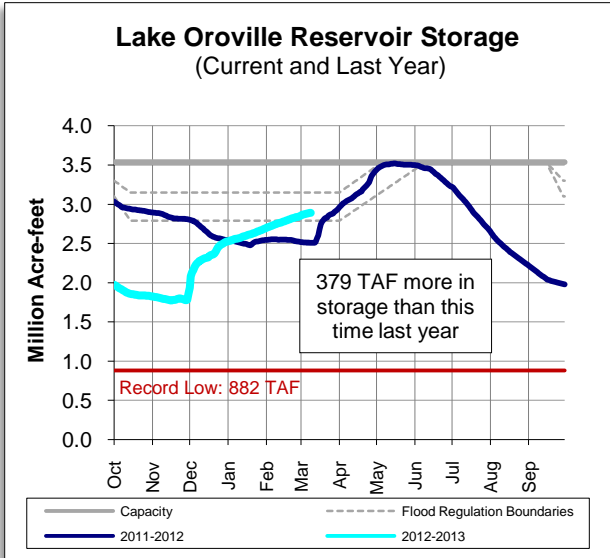 Lake Oroville Reservoir Storage
(Current and Last Year)
Million Acre-feet
4.0
3.5
3.0
2.5
2.0
1.5
1.0
0.5
0.0
379 TAF more in
storage than this
time last year
Record Low: 882 TAF
Oct
Nov
Dec
Jan
Feb
Mar
Apr
May
Jun
Jul
Aug
Sep
Capacity
Flood Regulation Boundaries
2011-2012
2012-2013